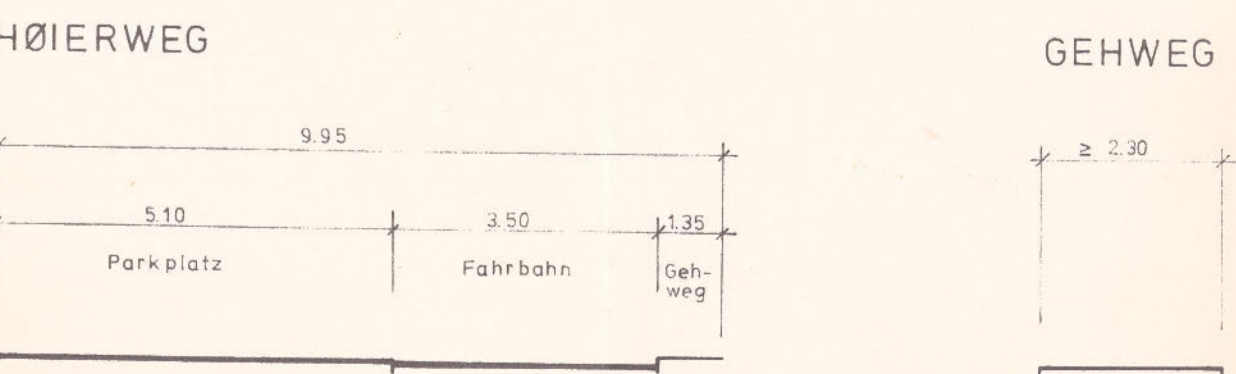 HØIERWEG
9.95
5.10
3.50
1.35
Parkplatz
Fahrbahn
Geh-
weg
GEHWEG
≥ 2.30